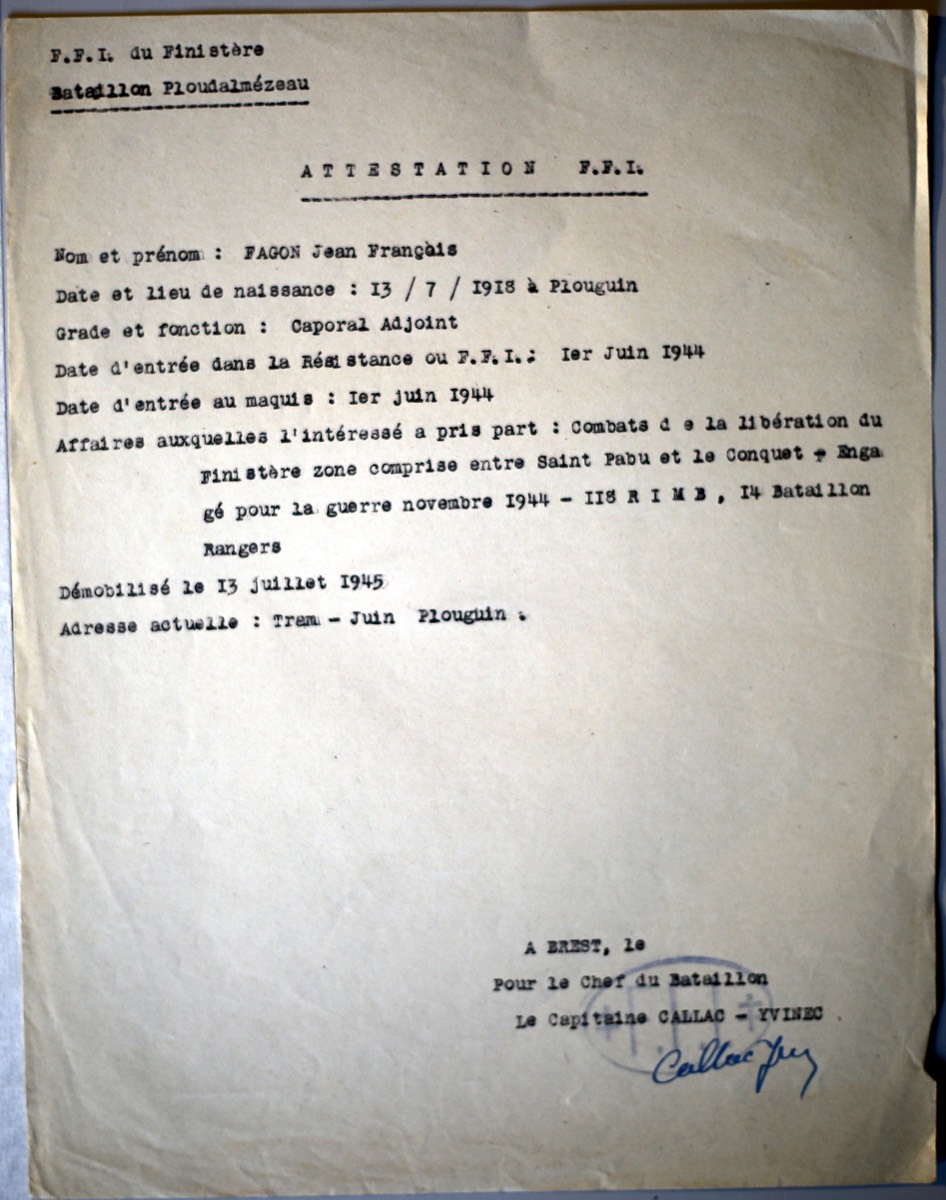 F.F.I. du Finistère
Bataillon Ploudalmézeau
ATTESTATION F.F.I.
Nom et prénom : FAGON Jean François
Date et lieu de naissance : I3 / 7 / I9I8 à Plouguin
Grade et fonction : Caporal Adjoint
Date d'entrée dans la Résistance ou F.F.I.: Ier Juin I944
Date d'entrée au maquis : Ier juin I944
Affaires auxquelles l'intéressé a pris part : Combats d e la libération du
Finistère zone comprise entre Saint Pabu et le Conquet - Enga
gé pour la guerre novembre I944 - II8 R I M B , I4 Bataillon
Rangers
Démobilisé le I3 juillet I945
Adresse actuelle : Tram - Juin Plouguin .
A BREST, le
Pour le Chef du Bataillon
Le Capitaine CALLAC - YVINEC .